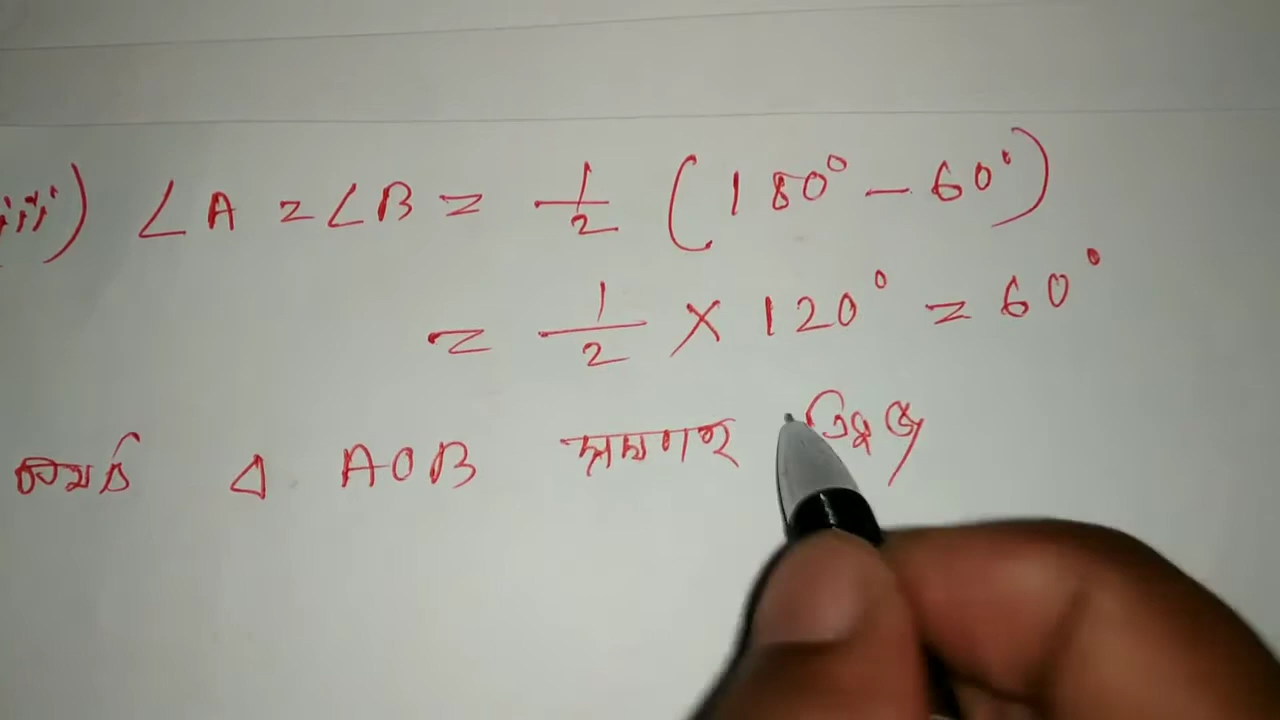 iii) ∠A = ∠B = 1/2 (180° - 60°)
= 1/2 × 120° = 60°
Δ AOB সমবাহু ত্রিভুজ